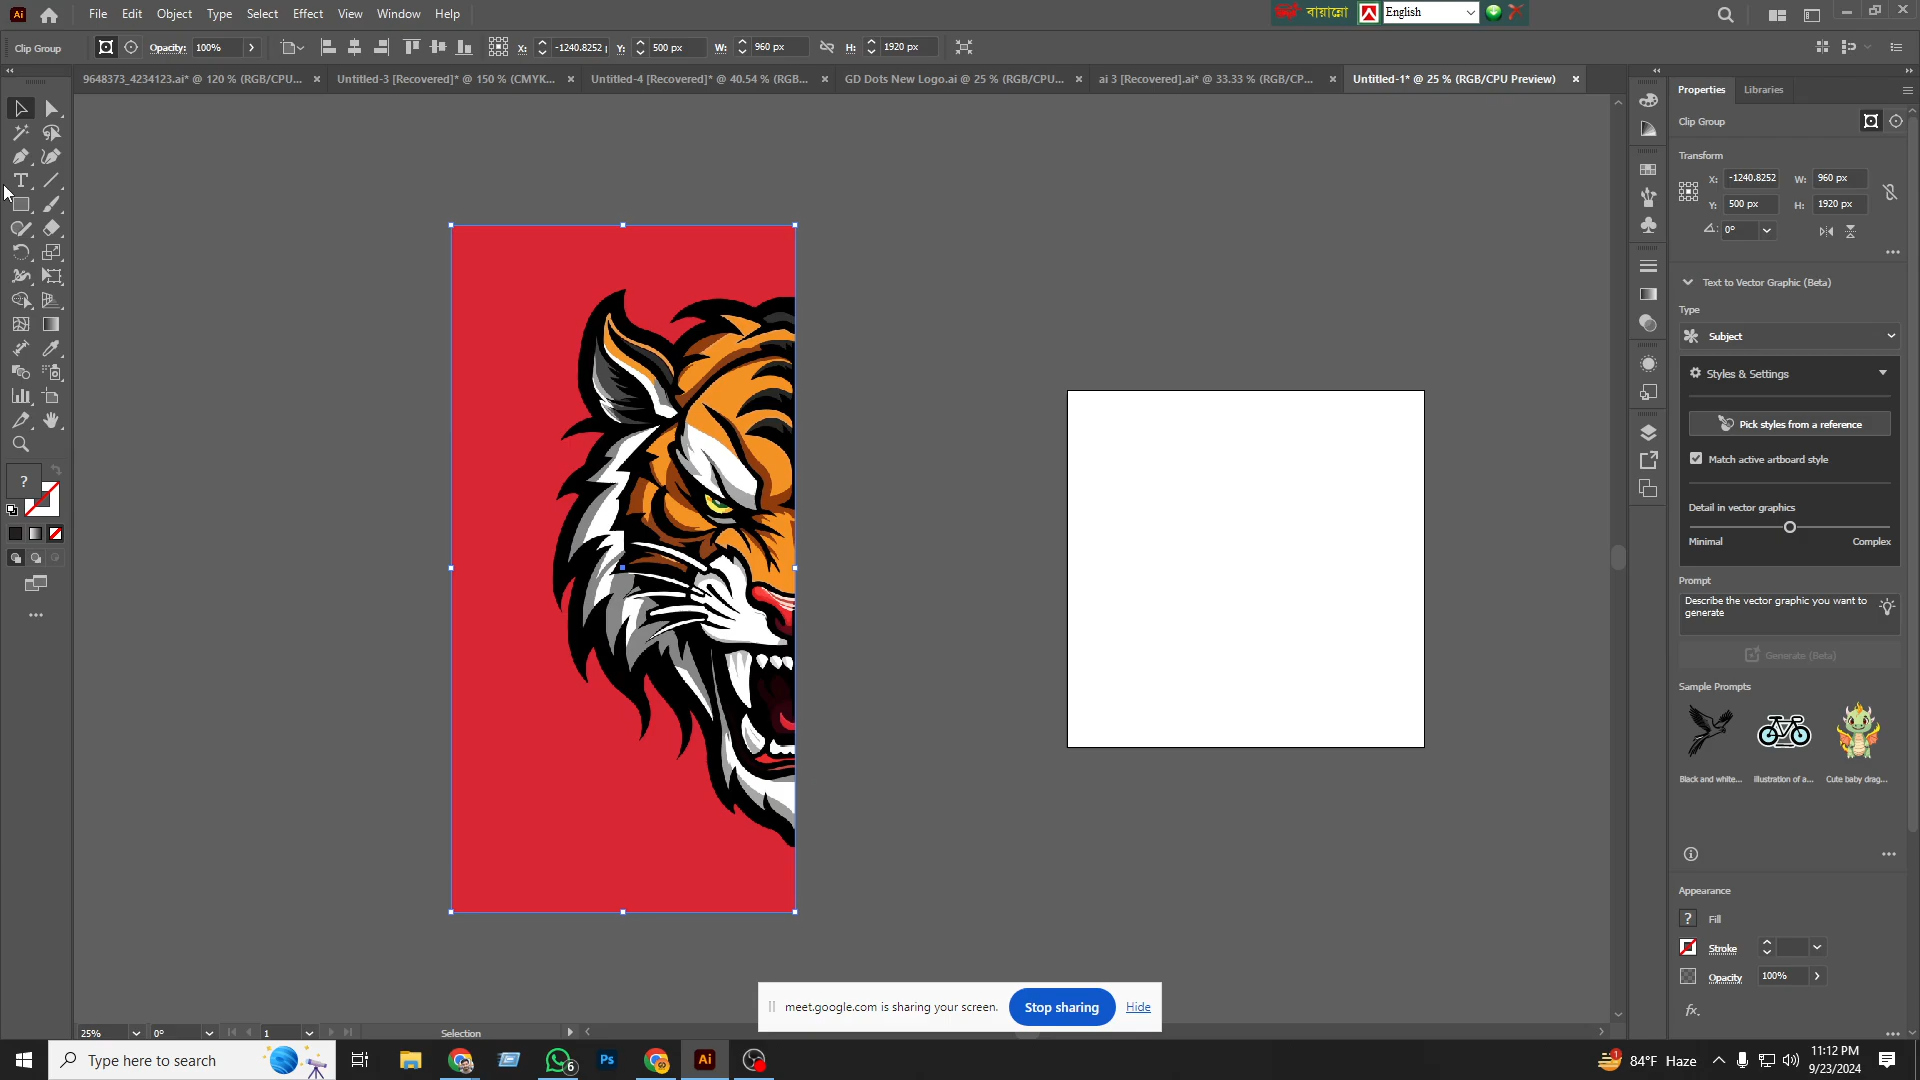 Ai File Edit Object Type Select Effect View Window Help বায়ান্নো English
Clip Group Opacity: 100% X: -1240.8252 Y: 500 px W: 960 px H: 1920 px
9648373_4234123.ai* @ 120 % (RGB/CPU... Untitled-3 [Recovered]* @ 150 % (CMYK... Untitled-4 [Recovered]* @ 40.54 % (RGB... GD Dots New Logo.ai @ 25 % (RGB/CPU... ai 3 [Recovered].ai* @ 33.33 % (RGB/CP... Untitled-1* @ 25 % (RGB/CPU Preview)
Properties Libraries
Clip Group
Transform
X: -1240.8252 W: 960 px
Y: 500 px H: 1920 px
0°
Text to Vector Graphic (Beta)
Type
Subject
Styles & Settings
Pick styles from a reference
Match active artboard style
Detail in vector graphics
Minimal Complex
Prompt
Describe the vector graphic you want to
generate
Generate (Beta)
Sample Prompts
Black and white... Illustration of a... Cute baby drag...
Appearance
? Fill
Stroke
Opacity 100%
fx.
?
meet.google.com is sharing your screen. Stop sharing Hide
25% 0° 1 Selection
Type here to search 6 Ps Ai 1 84°F Haze 11:12 PM
9/23/2024